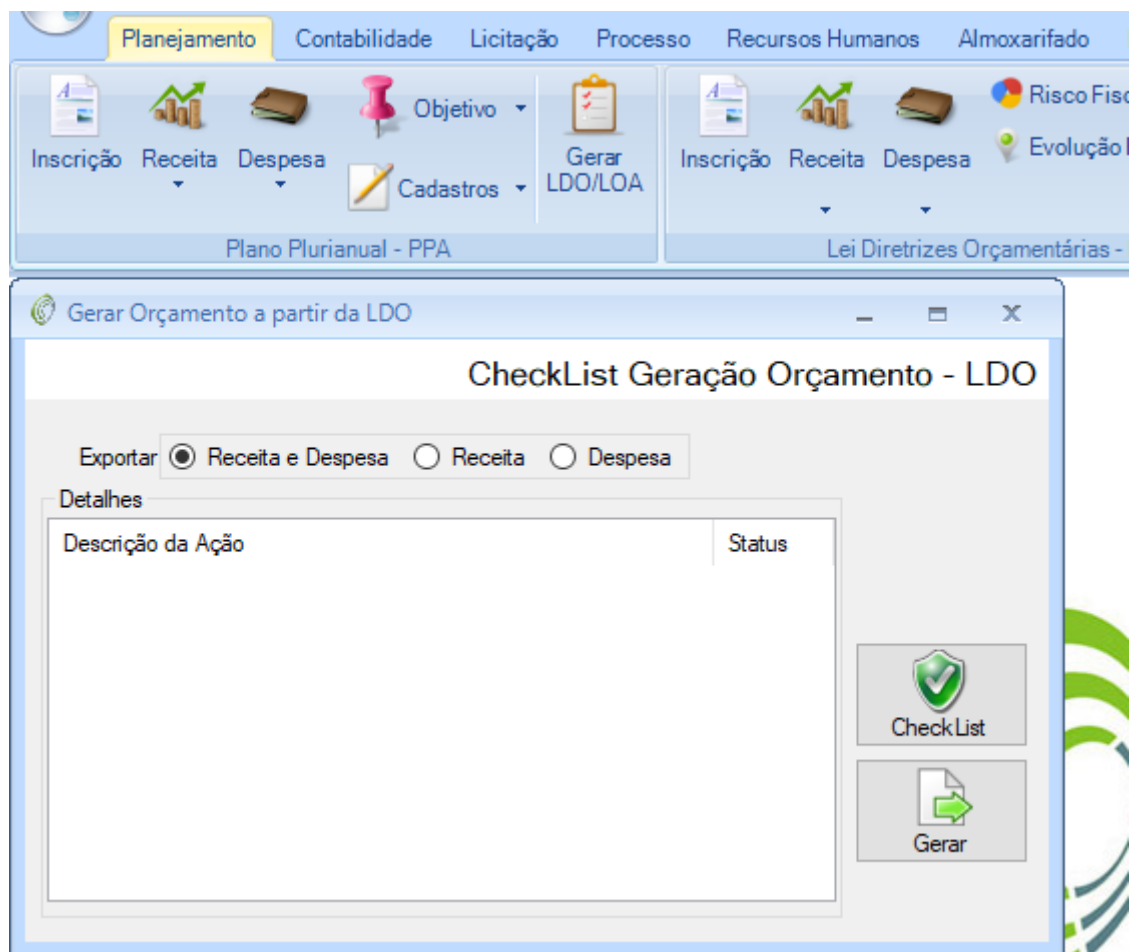 Planejamento Contabilidade Licitação Processo Recursos Humanos Almoxarifado
Inscrição Receita Despesa Objetivo Cadastros Gerar LDO/LOA
Plano Plurianual - PPA
Inscrição Receita Despesa Risco Evolução
Lei Diretrizes Orçamentárias -
Gerar Orçamento a partir da LDO
CheckList Geração Orçamento - LDO
Exportar Receita e Despesa Receita Despesa
Detalhes
Descrição da Ação Status
CheckList
Gerar